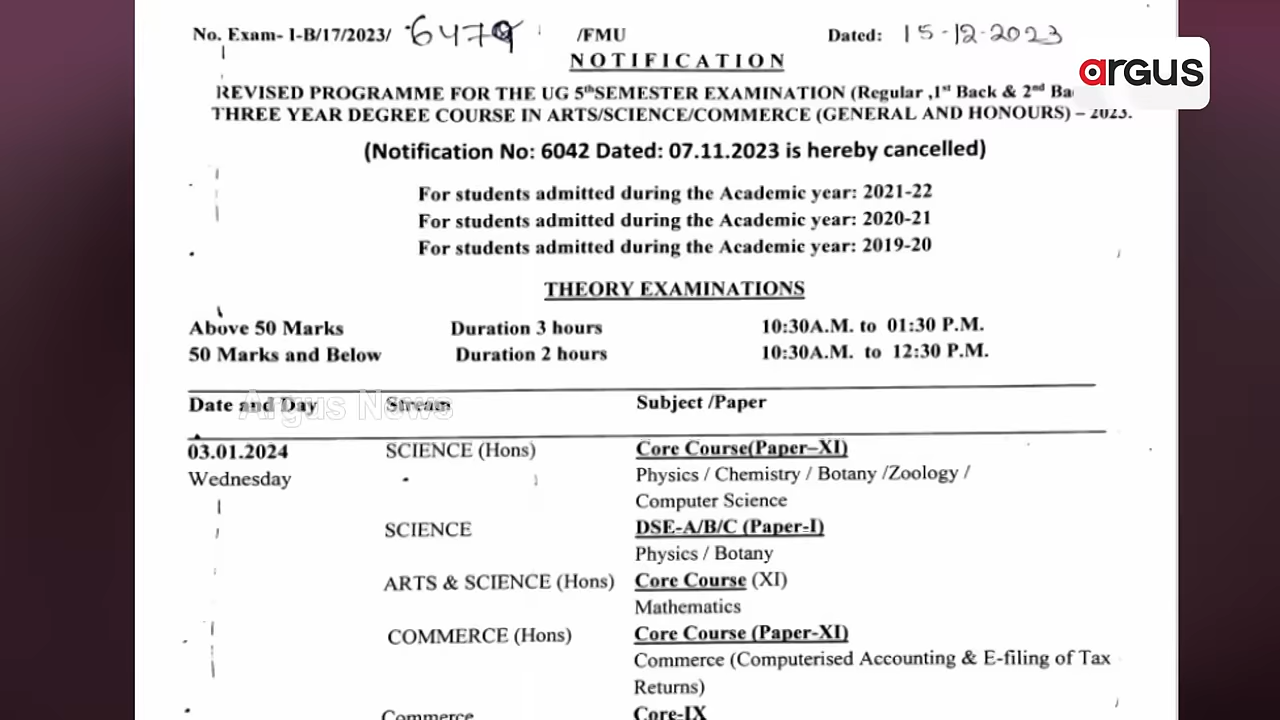 No. Exam- I-B/17/2023/ 6479 /FMU Dated: 15-12-2023
argus
NOTIFICATION
REVISED PROGRAMME FOR THE UG 5thSEMESTER EXAMINATION (Regular ,1st Back & 2nd Ba
THREE YEAR DEGREE COURSE IN ARTS/SCIENCE/COMMERCE (GENERAL AND HONOURS) – 2023.
(Notification No: 6042 Dated: 07.11.2023 is hereby cancelled)
For students admitted during the Academic year: 2021-22
For students admitted during the Academic year: 2020-21
For students admitted during the Academic year: 2019-20
THEORY EXAMINATIONS
Above 50 Marks Duration 3 hours 10:30A.M. to 01:30 P.M.
50 Marks and Below Duration 2 hours 10:30A.M. to 12:30 P.M.
Date and Day Stream Subject /Paper
Argus News
03.01.2024 SCIENCE (Hons) Core Course(Paper–XI)
Wednesday Physics / Chemistry / Botany /Zoology /
Computer Science
SCIENCE DSE-A/B/C (Paper-I)
Physics / Botany
ARTS & SCIENCE (Hons) Core Course (XI)
Mathematics
COMMERCE (Hons) Core Course (Paper-XI)
Commerce (Computerised Accounting & E-filing of Tax
Returns)
Commerce Core-IX